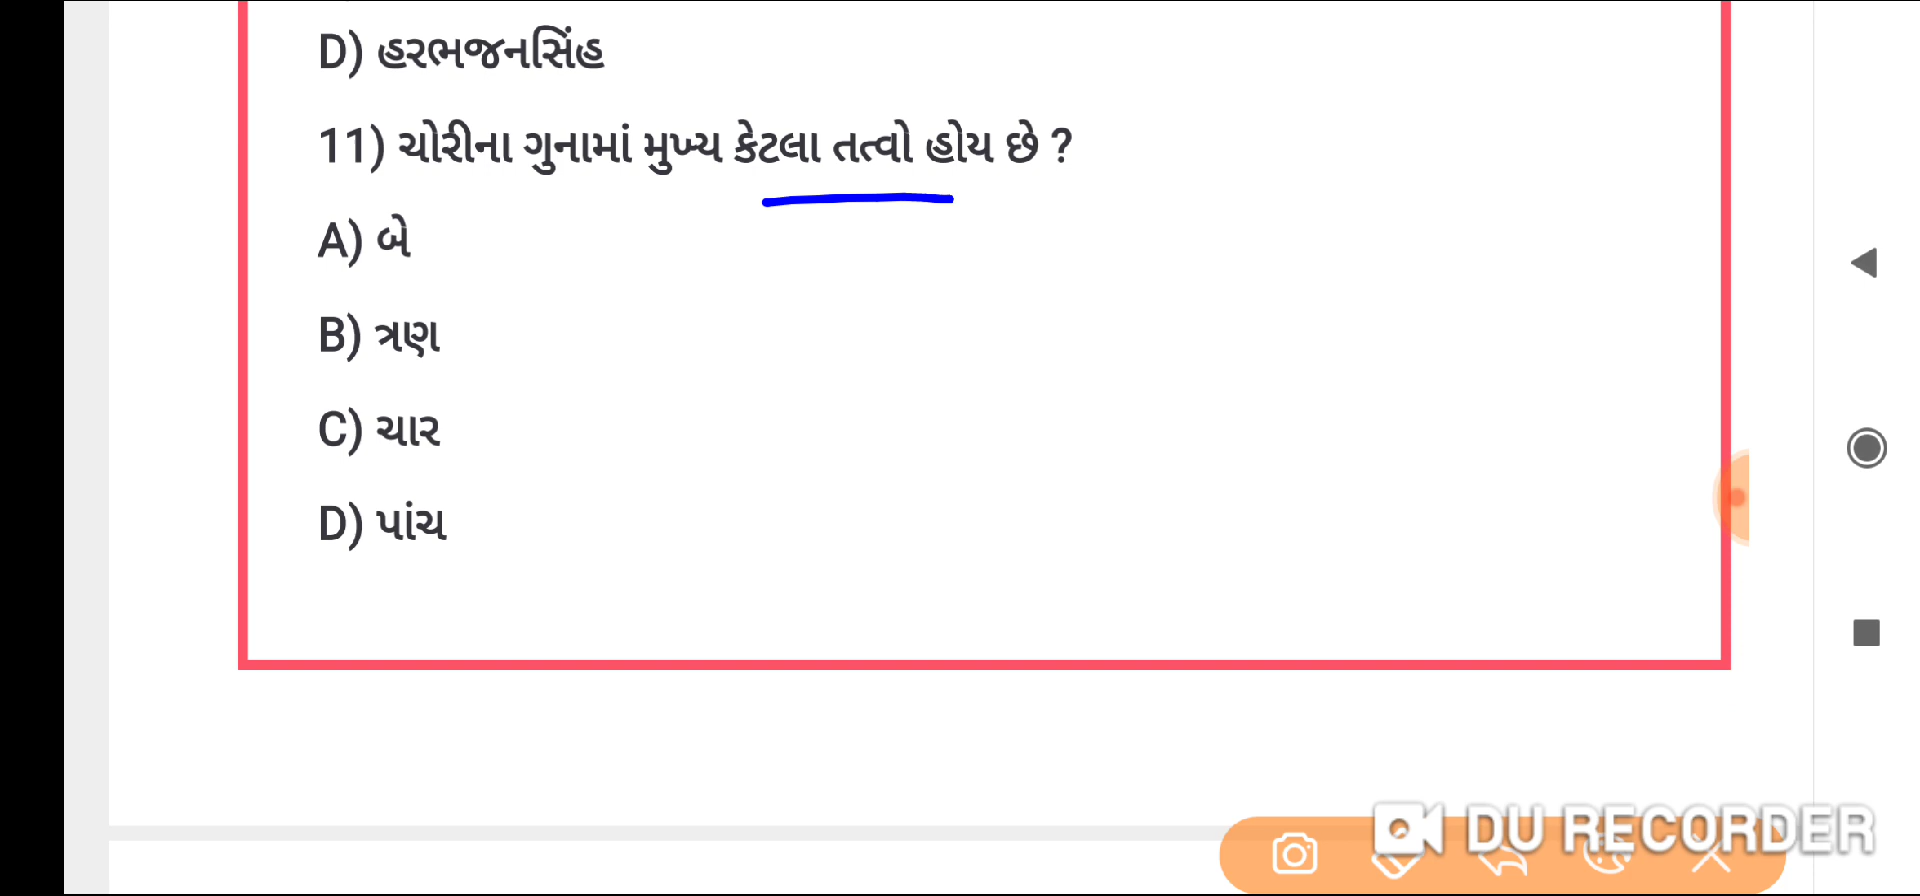 D) હરભજનસિંહ
11) ચોરીના ગુનામાં મુખ્ય કેટલા તત્વો હોય છે ?
A) બે
B) ત્રણ
C) ચાર
D) પાંચ
DU RECORDER